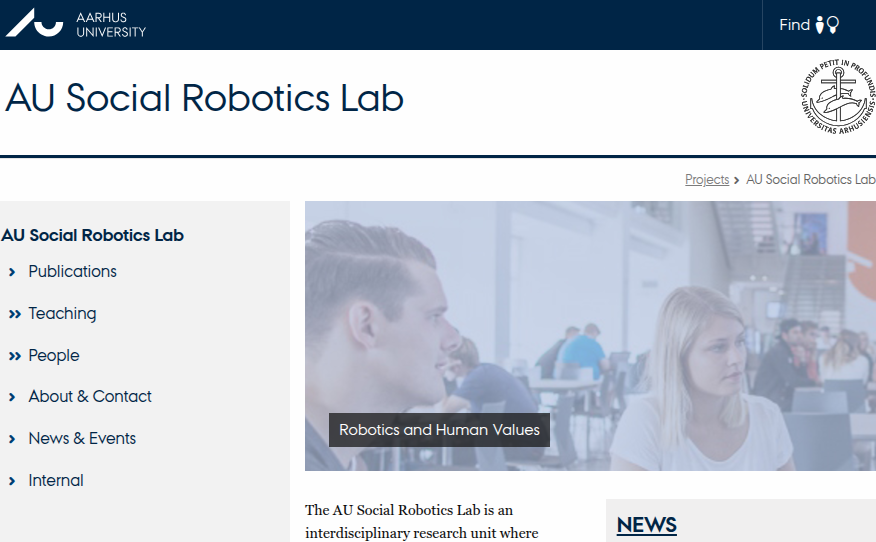 AARHUS
UNIVERSITY
Find
AU Social Robotics Lab
SOLIDUM PETIT IN PROFUNDIS
UNIVERSITAS ARHUSIENSIS
Projects > AU Social Robotics Lab
AU Social Robotics Lab
Publications
Teaching
People
About & Contact
News & Events
Internal
Robotics and Human Values
The AU Social Robotics Lab is an
interdisciplinary research unit where
NEWS